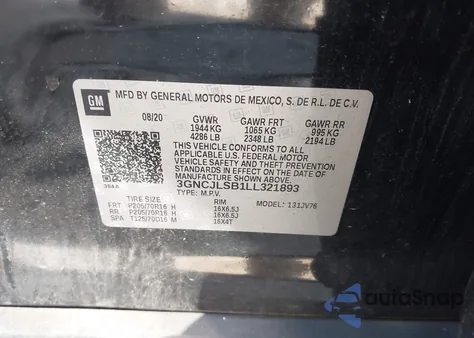 GM
MFD BY GENERAL MOTORS DE MEXICO, S. DE R.L. DE C.V.
08/20 GVWR GAWR FRT GAWR RR
1944 KG 1065 KG 995 KG
4286 LB 2348 LB 2194 LB
THIS VEHICLE CONFORMS TO ALL
APPLICABLE U.S. FEDERAL MOTOR
VEHICLE SAFETY, BUMPER, AND THEFT
PREVENTION STANDARDS IN EFFECT ON
THE DATE OF MANUFACTURE SHOWN ABOVE.
3GNCJLSB1LL321893
TYPE: M.P.V. MODEL: 131JV76
TIRE SIZE RIM
FRT P205/70R16 H 16X6.5J
RR P205/70R16 H 16X6.5J
SPA T125/70D16 M 16X4T
AutoSnap